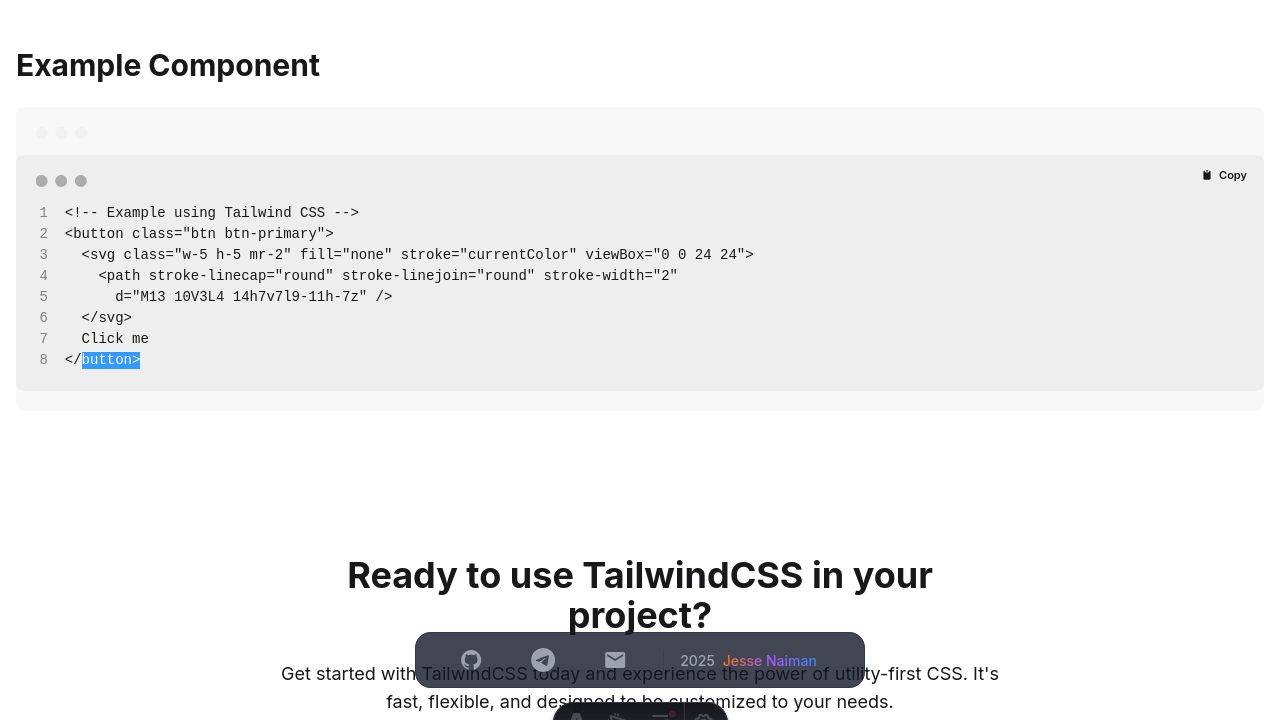 Example Component
Copy
1 <!-- Example using Tailwind CSS -->
2 <button class="btn btn-primary">
3   <svg class="w-5 h-5 mr-2" fill="none" stroke="currentColor" viewBox="0 0 24 24">
4     <path stroke-linecap="round" stroke-linejoin="round" stroke-width="2"
5       d="M13 10V3L4 14h7v7l9-11h-7z" />
6   </svg>
7   Click me
8 </button>
Ready to use TailwindCSS in your
project?
2025 Jesse Naiman
Get started with TailwindCSS today and experience the power of utility-first CSS. It's
fast, flexible, and designed to be customized to your needs.